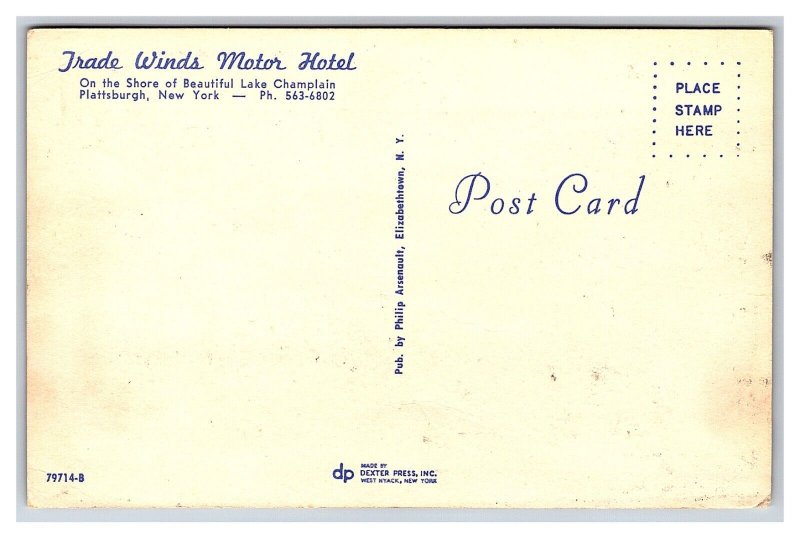 Trade Winds Motor Hotel
On the Shore of Beautiful Lake Champlain
Plattsburgh, New York — Ph. 563-6802
PLACE
STAMP
HERE
Post Card
Pub. by Philip Arsenault, Elizabethtown, N. Y.
79714-B
dp
MADE BY
DEXTER PRESS, INC.
WEST NYACK, NEW YORK